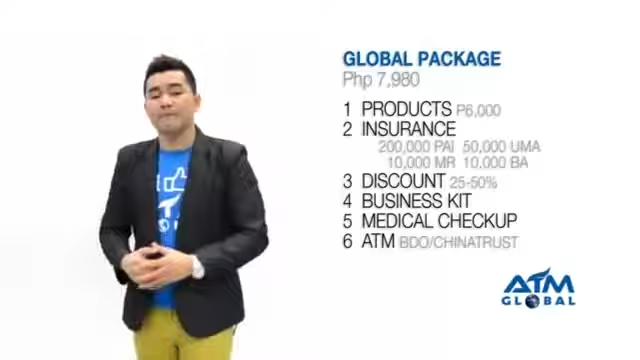 GLOBAL PACKAGE
Php 7,980
1 PRODUCTS P6,000
2 INSURANCE
200,000 PAI 50,000 UMA
10,000 MR 10,000 BA
3 DISCOUNT 25-50%
4 BUSINESS KIT
5 MEDICAL CHECKUP
6 ATM BDO/CHINATRUST
ATM
GLOBAL